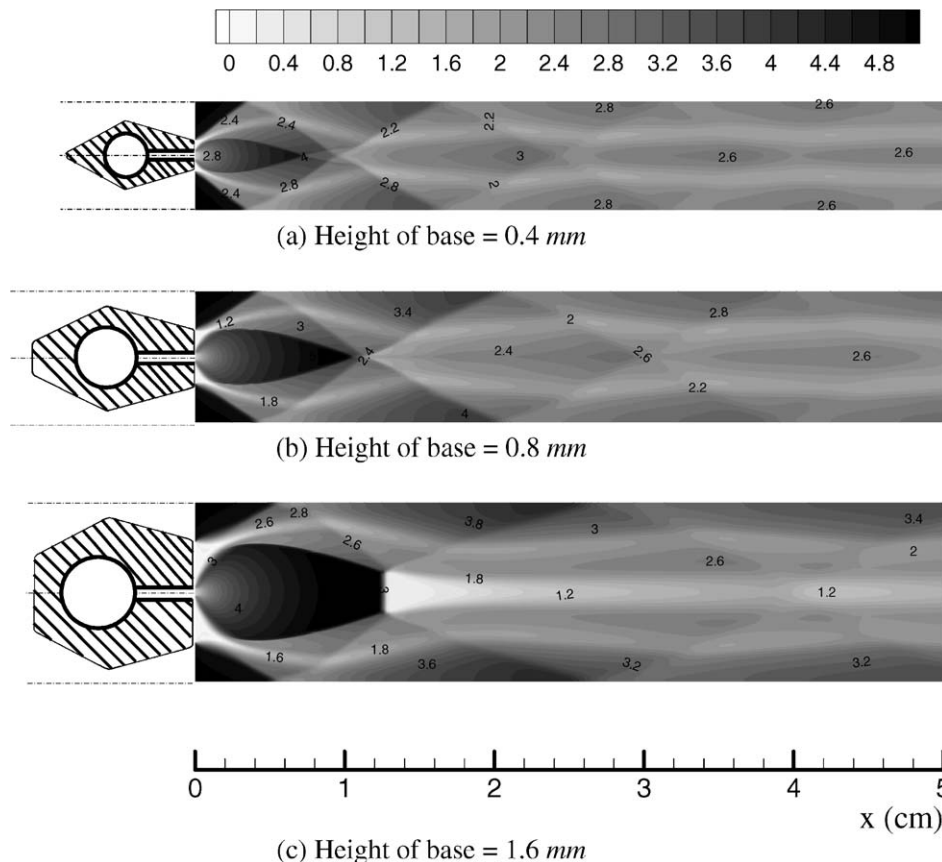 0 0.4 0.8 1.2 1.6 2 2.4 2.8 3.2 3.6 4 4.4 4.8
2.4 2.4 2.2 2.2 2.8 2.6
2.8 4 3 2.6 2.6
2.4 2.8 2.8 2 2.8 2.6
(a) Height of base = 0.4 mm
1.2 3 3.4 2 2.8
2.4 2.4 2.6 2.6
1.8 4 2.2
(b) Height of base = 0.8 mm
2.6 2.8 3.8 3 3.4
3 2.6 2.6 2
4 3 1.8 1.2 1.2
1.6 1.8 3.6 3.2 3.2
0 1 2 3 4 5
x (cm)
(c) Height of base = 1.6 mm